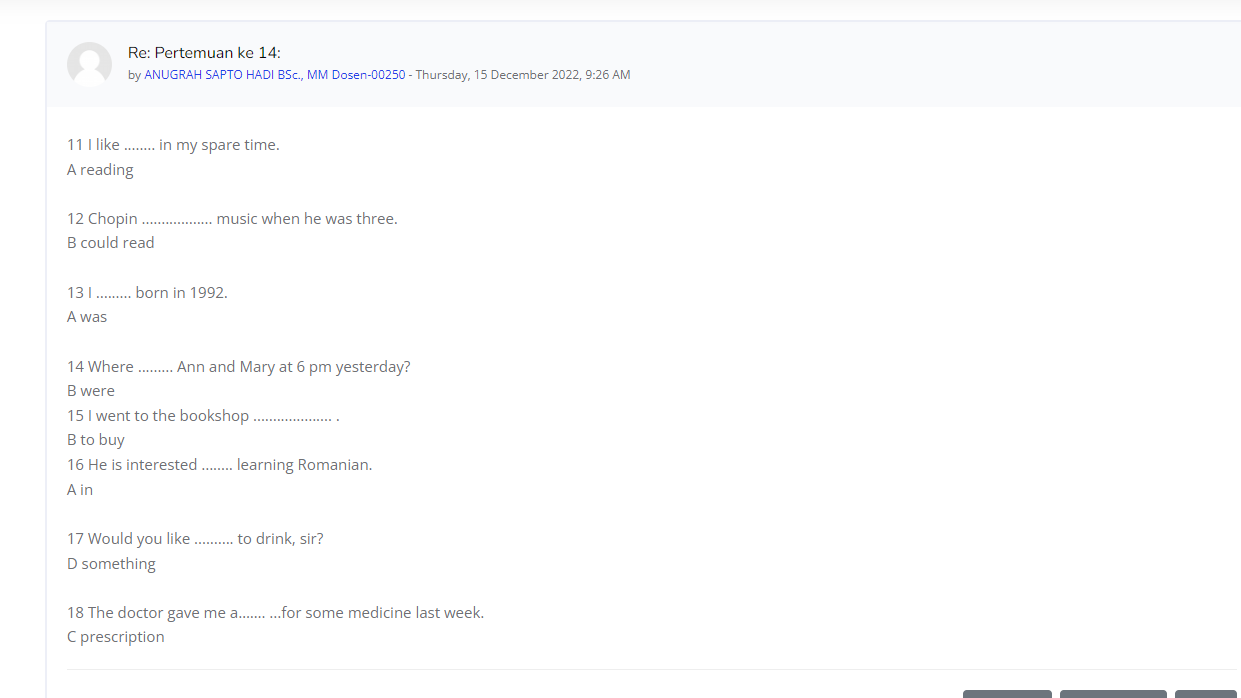 Re: Pertemuan ke 14:
by ANUGRAH SAPTO HADI BSc., MM Dosen-00250 - Thursday, 15 December 2022, 9:26 AM
11 I like ........ in my spare time.
A reading
12 Chopin .................. music when he was three.
B could read
13 I ......... born in 1992.
A was
14 Where ......... Ann and Mary at 6 pm yesterday?
B were
15 I went to the bookshop .................... .
B to buy
16 He is interested ........ learning Romanian.
A in
17 Would you like .......... to drink, sir?
D something
18 The doctor gave me a....... ...for some medicine last week.
C prescription